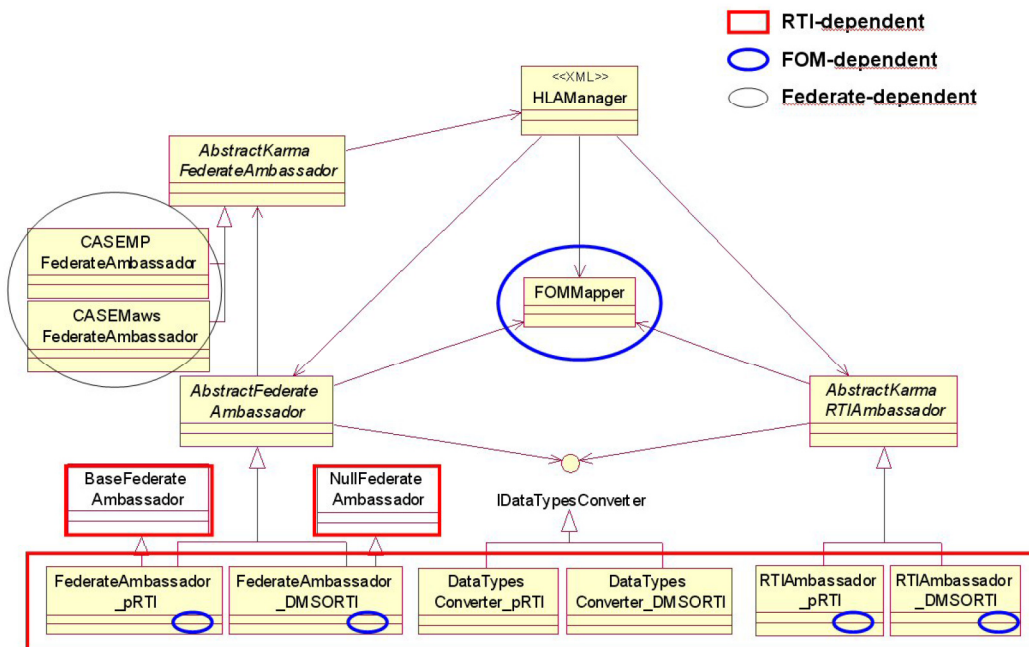 RTI-dependent
FOM-dependent
Federate-dependent
<<XML>>
HLAManager
AbstractKarma
FederateAmbassador
CASEMP
FederateAmbassador
CASEMaws
FederateAmbassador
FOMMapper
AbstractFederate
Ambassador
AbstractKarma
RTIAmbassador
BaseFederate
Ambassador
NullFederate
Ambassador
IDataTypesConverter
FederateAmbassador
_pRTI
FederateAmbassador
_DMSORTI
DataTypes
Converter_pRTI
DataTypes
Converter_DMSORTI
RTIAmbassador
_pRTI
RTIAmbassador
_DMSORTI